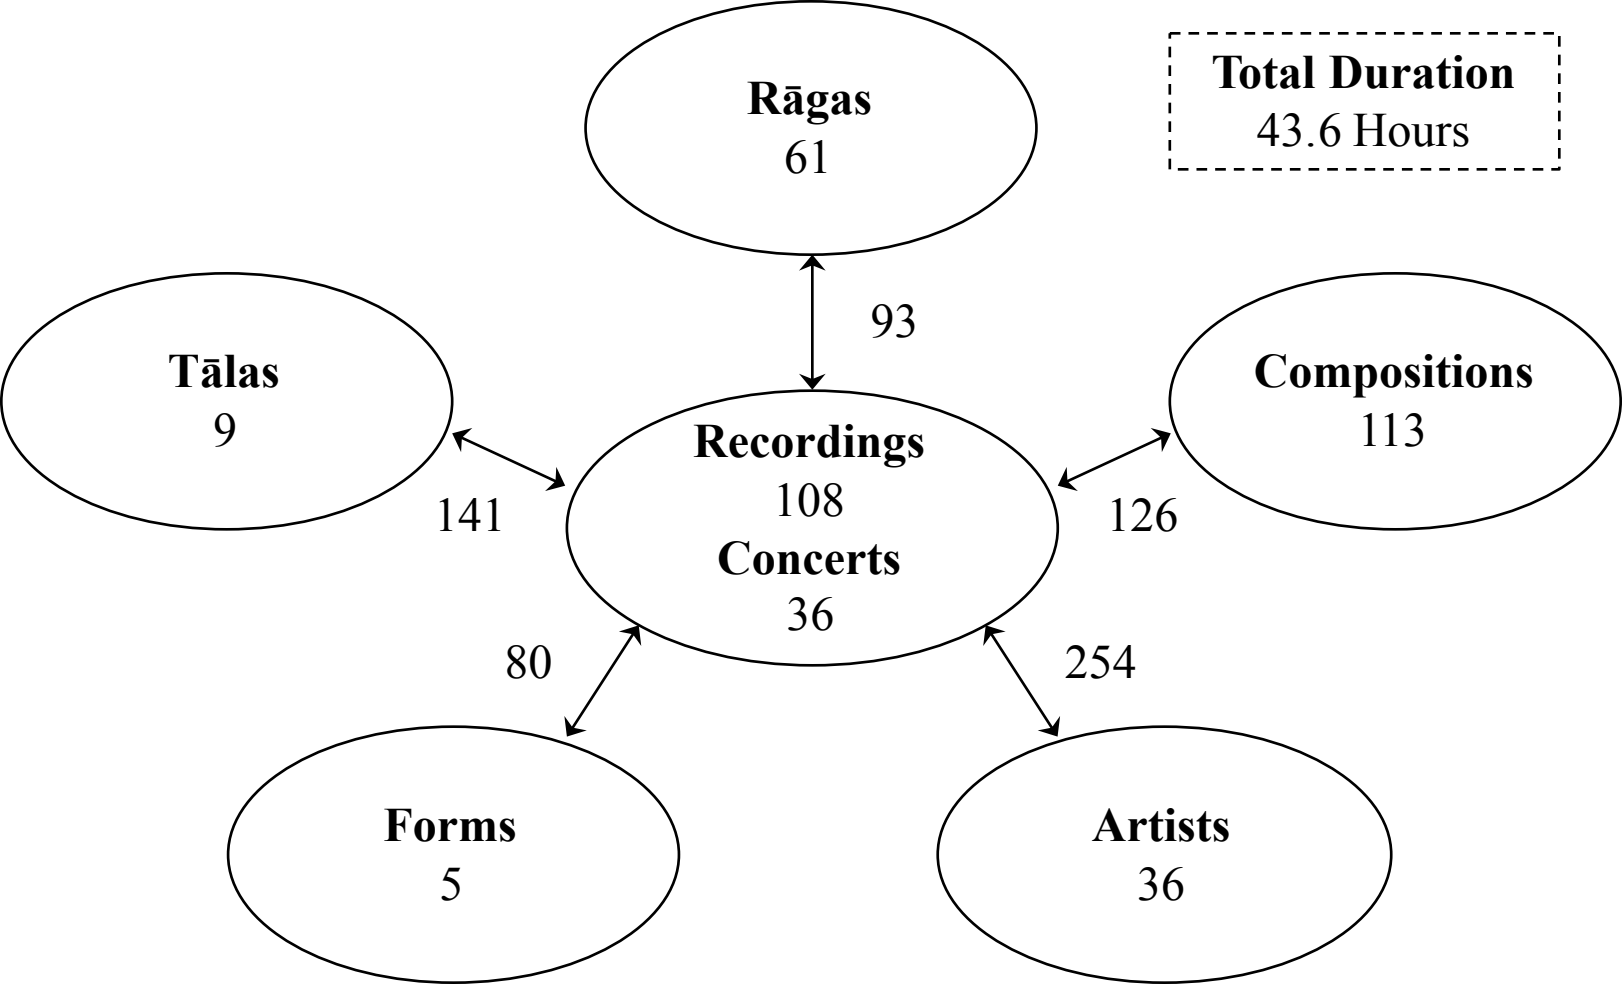 Rāgas
61
Total Duration
43.6 Hours
93
Tālas
9
Compositions
113
Recordings
108
Concerts
36
141
126
80
254
Forms
5
Artists
36